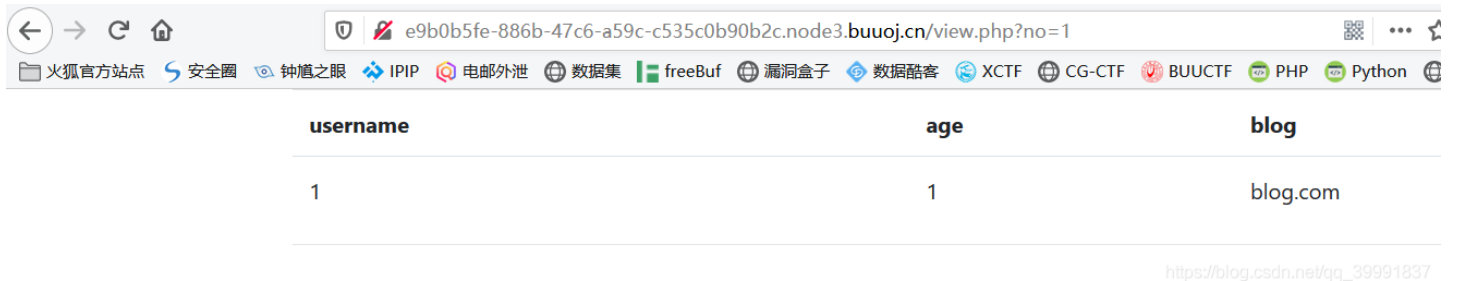 e9b0b5fe-886b-47c6-a59c-c535c0b90b2c.node3.buuoj.cn/view.php?no=1
火狐官方站点 安全圈 钟馗之眼 IPIP 电邮外泄 数据集 freeBuf 漏洞盒子 数据酷客 XCTF CG-CTF BUUCTF PHP Python
username age blog
1 1 blog.com
https://blog.csdn.net/qq_39991837